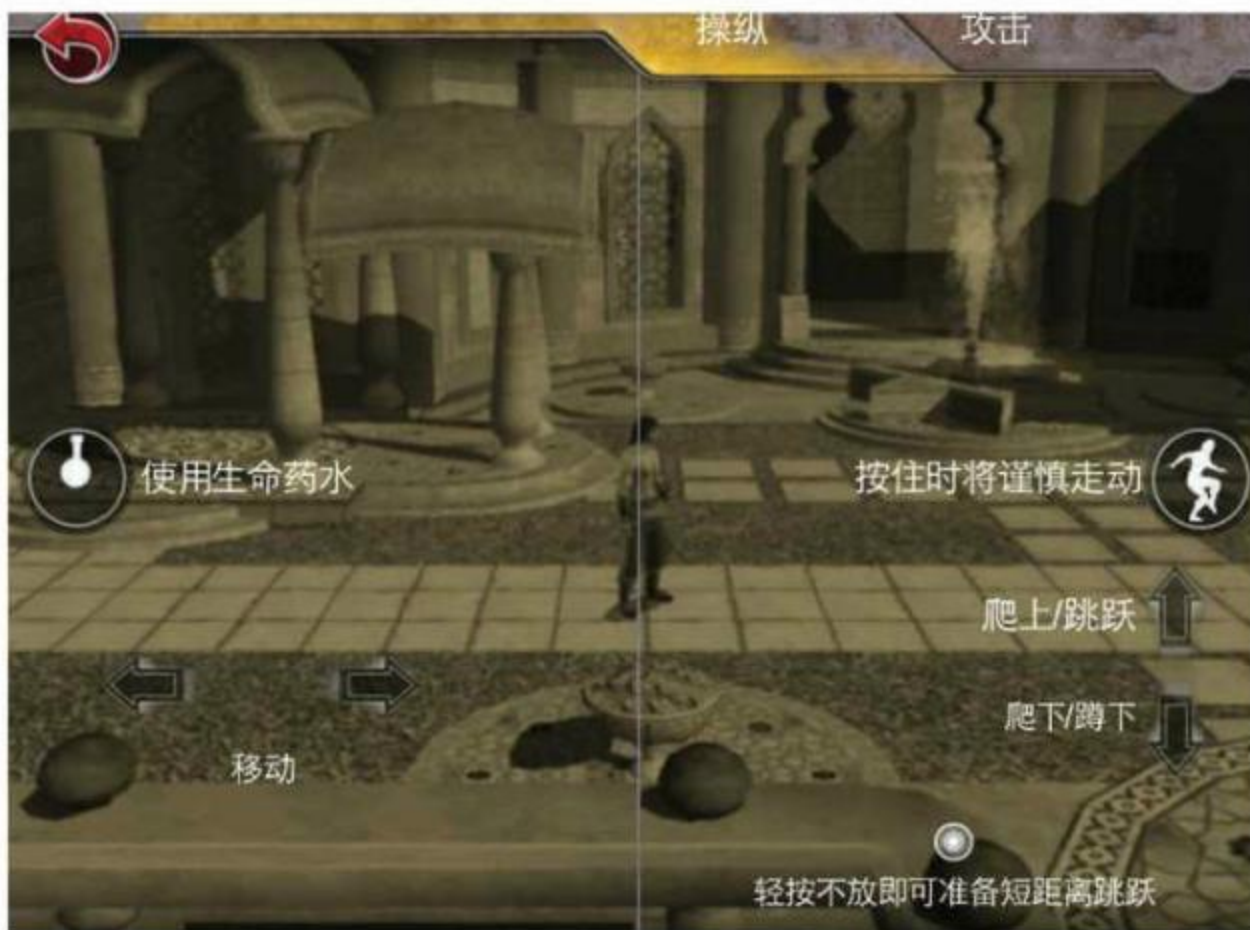 操纵
攻击
使用生命药水
按住时将谨慎走动
爬上/跳跃
爬下/蹲下
移动
轻按不放即可准备短距离跳跃